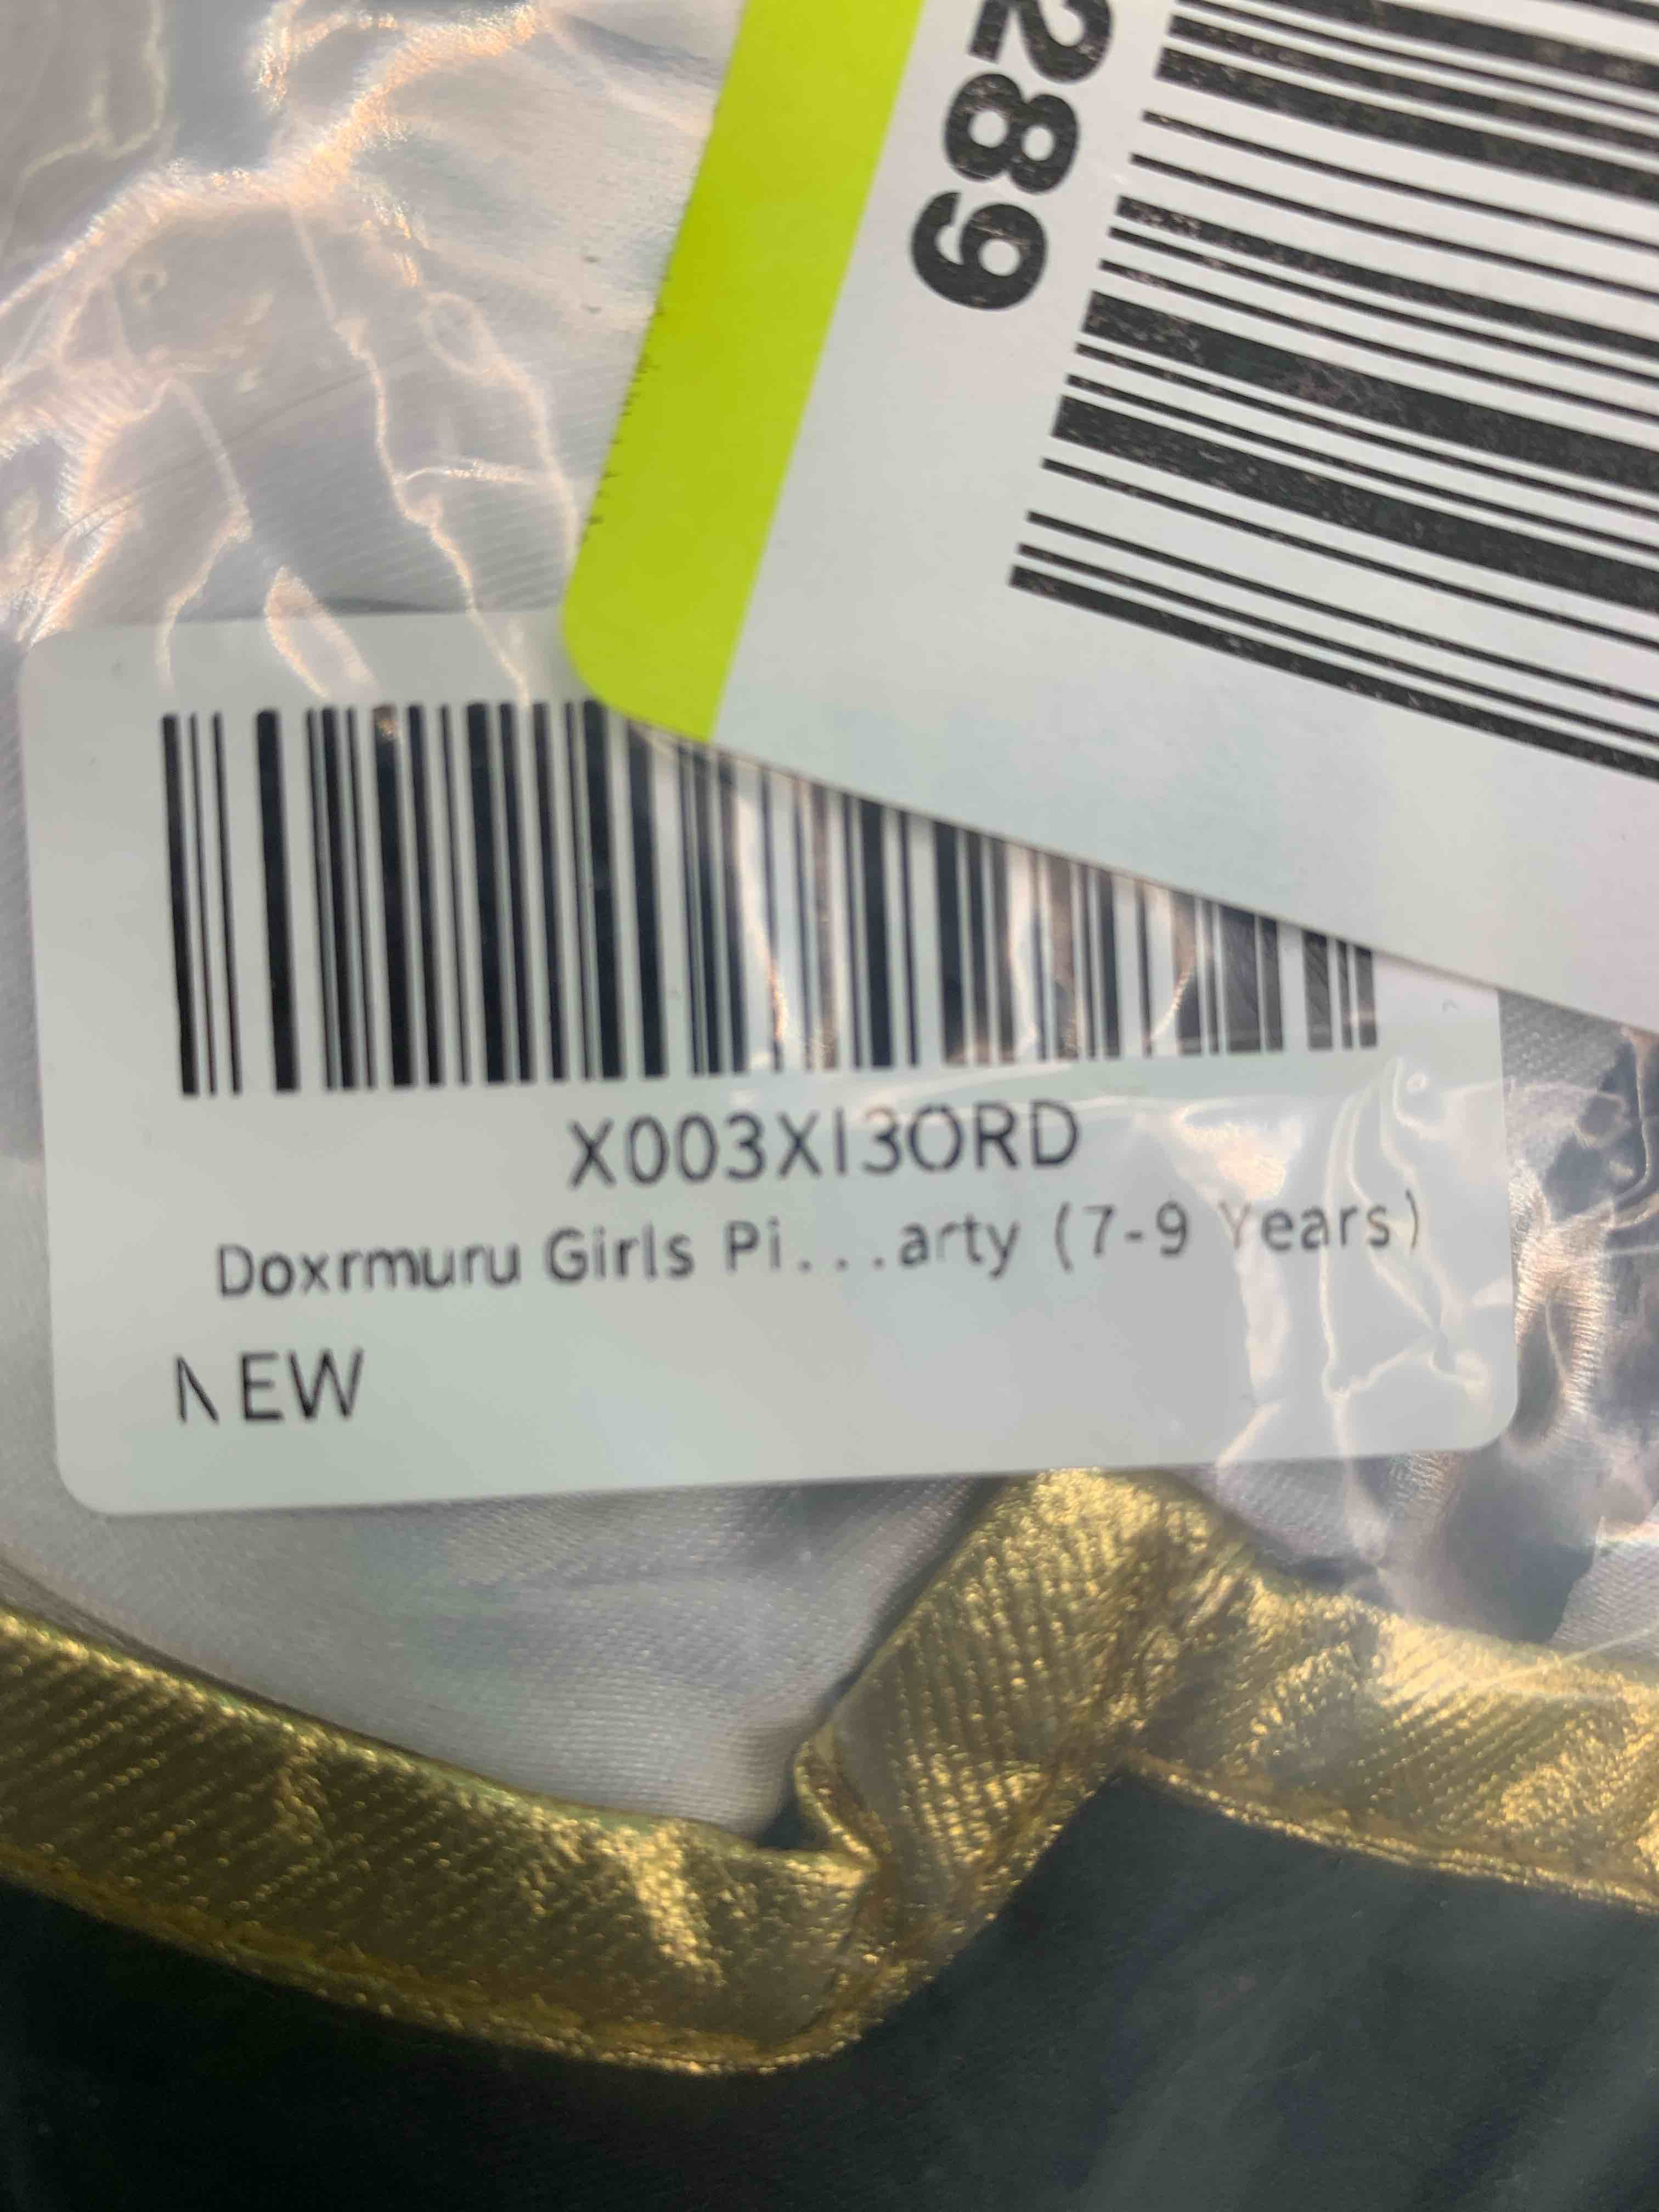 289
X003XI3ORD
Doxrmuru Girls Pi...arty (7-9 Years)
NEW